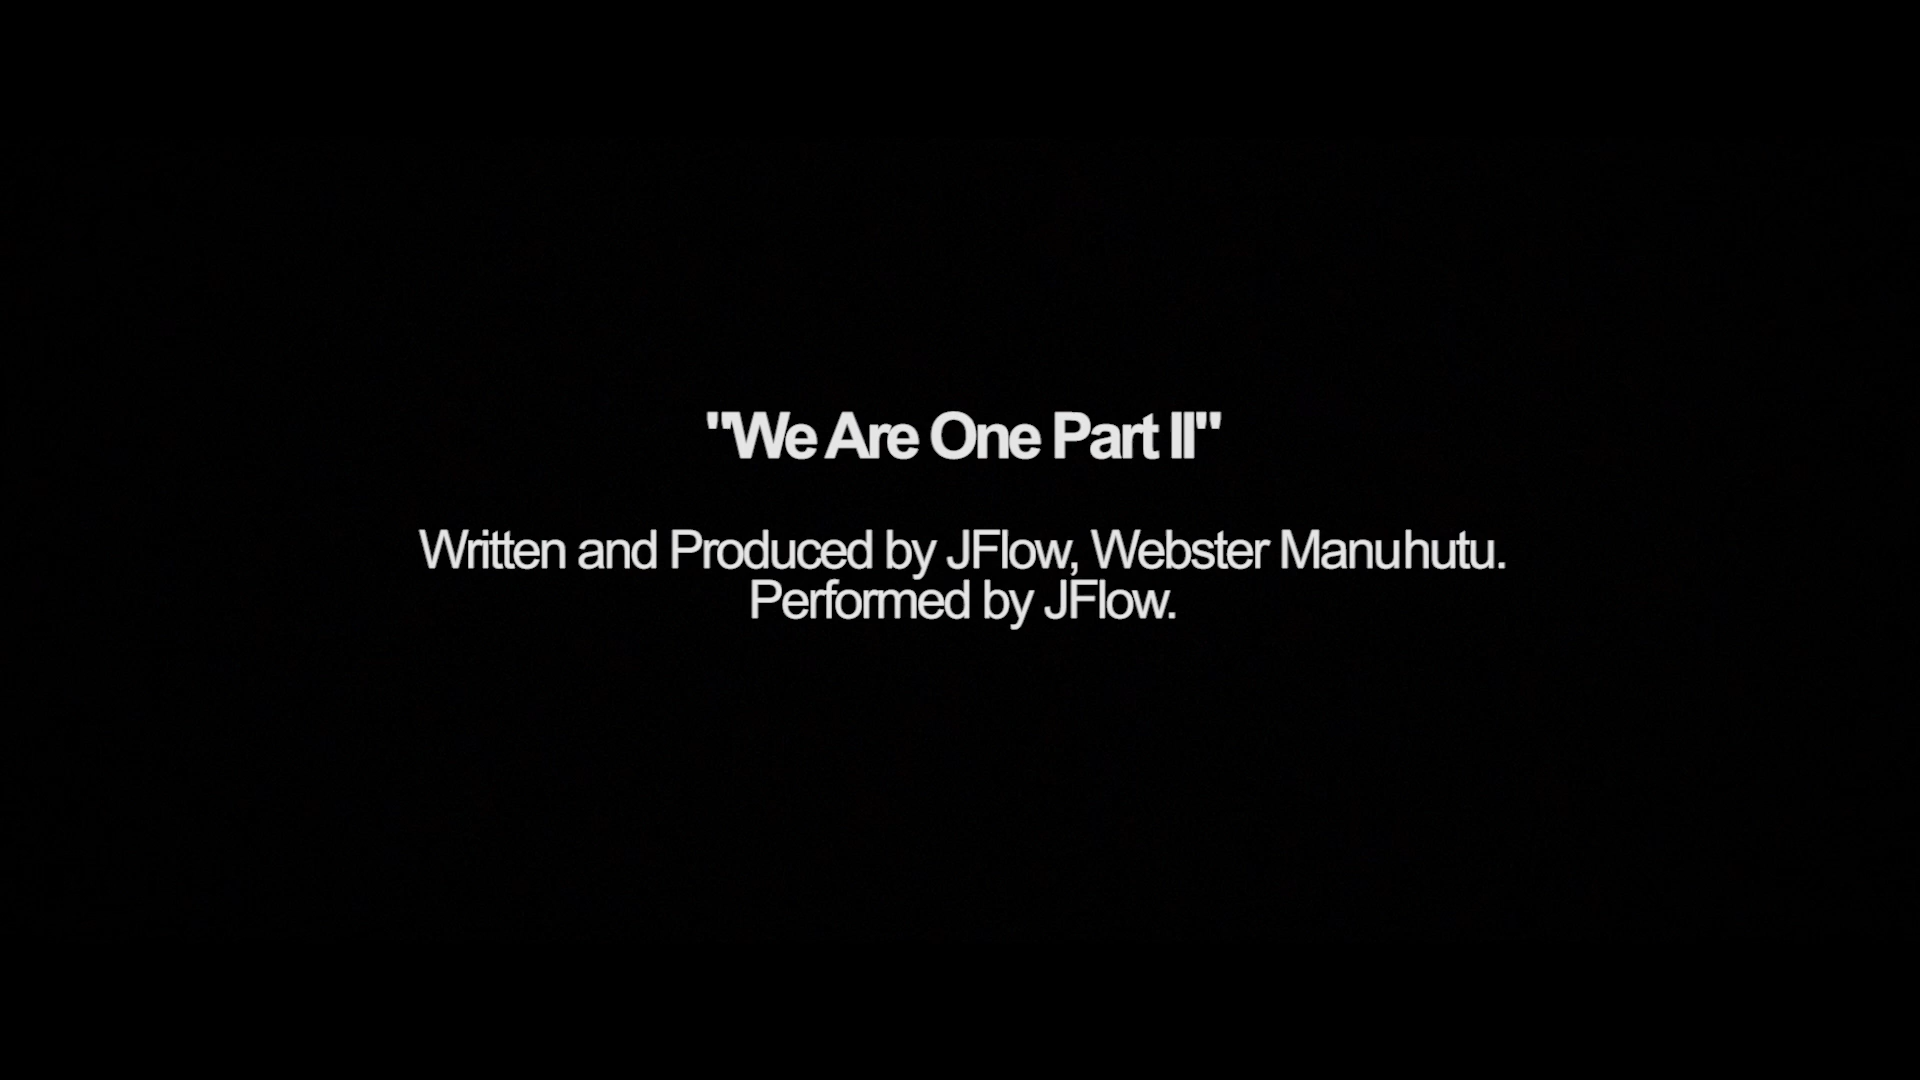 "We Are One Part II"
Written and Produced by JFlow, Webster Manuhutu.
Performed by JFlow.